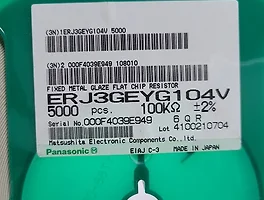 (3N)1ERJ3GEYG104V 5000
(3N)2 000F4039E949 108010
FIXED METAL GLAZE FLAT CHIP RESISTOR
ERJ3GEYG104V
5000 pcs. 100KΩ ±2%
Serial No.000F4039E949 6 Q R
Lot 4100210704
Matsushita Electronic Components Co.,Ltd.
Panasonic EIAJ C-3 MADE IN JAPAN